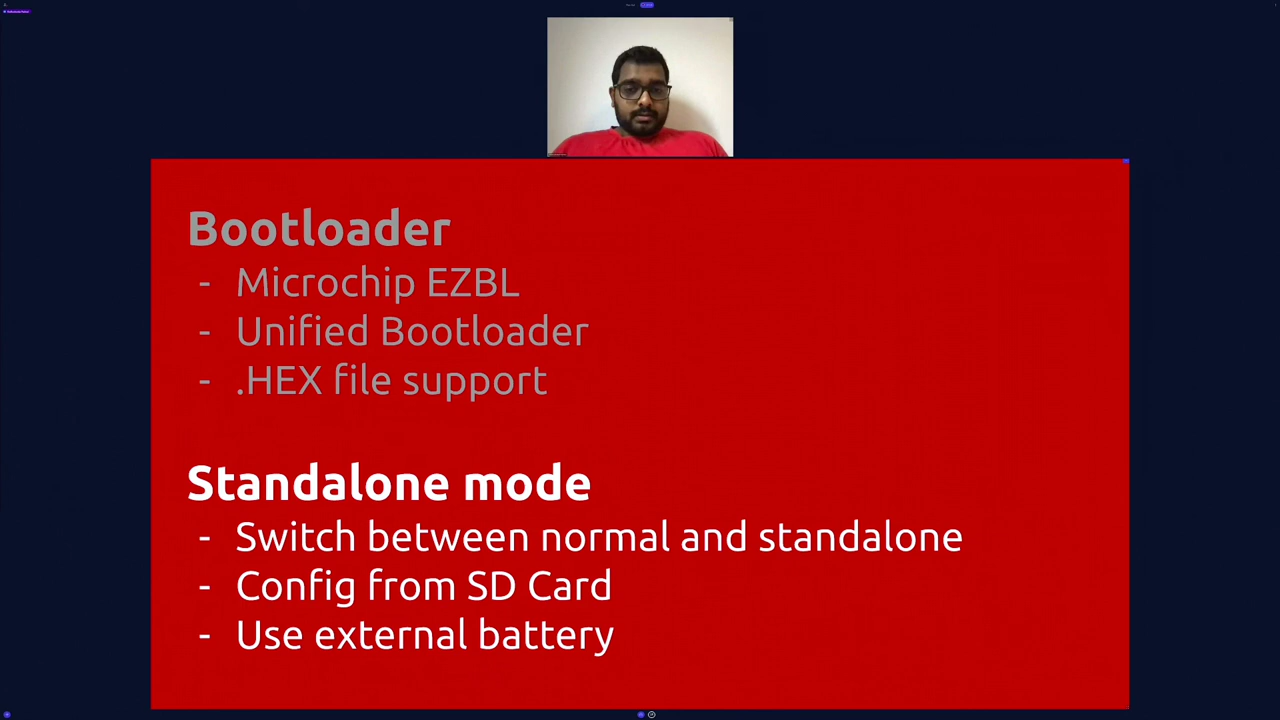 Bootloader
- Microchip EZBL
- Unified Bootloader
- .HEX file support
Standalone mode
- Switch between normal and standalone
- Config from SD Card
- Use external battery